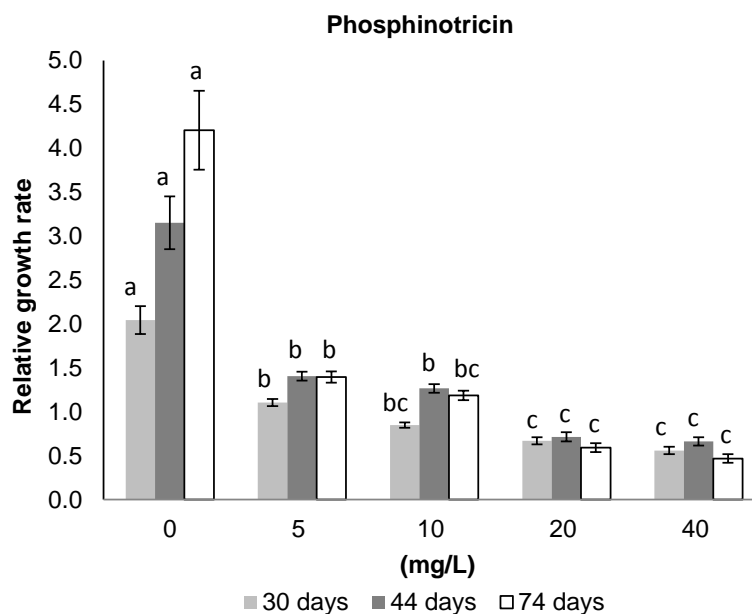 Phosphinotricin
Relative growth rate
5.0
4.5
4.0
3.5
3.0
2.5
2.0
1.5
1.0
0.5
0.0
a a a
b b b
bc b bc
c c c
c c c
0 5 10 20 40
(mg/L)
30 days 44 days 74 days